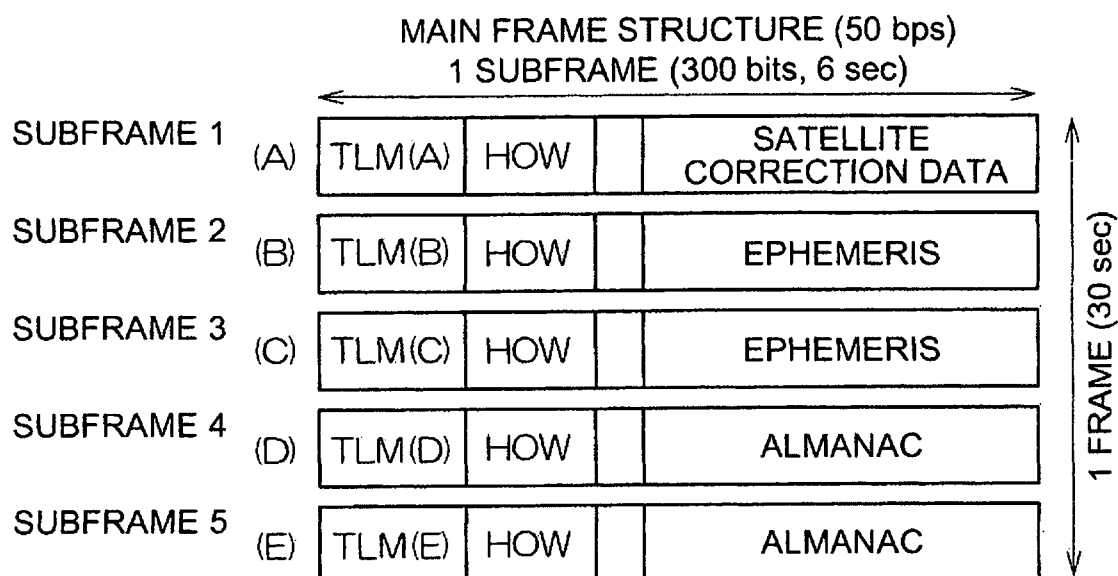 MAIN FRAME STRUCTURE (50 bps)
1 SUBFRAME (300 bits, 6 sec)
SUBFRAME 1 (A) TLM(A) HOW SATELLITE CORRECTION DATA
SUBFRAME 2 (B) TLM(B) HOW EPHEMERIS
SUBFRAME 3 (C) TLM(C) HOW EPHEMERIS
SUBFRAME 4 (D) TLM(D) HOW ALMANAC
SUBFRAME 5 (E) TLM(E) HOW ALMANAC
1 FRAME (30 sec)